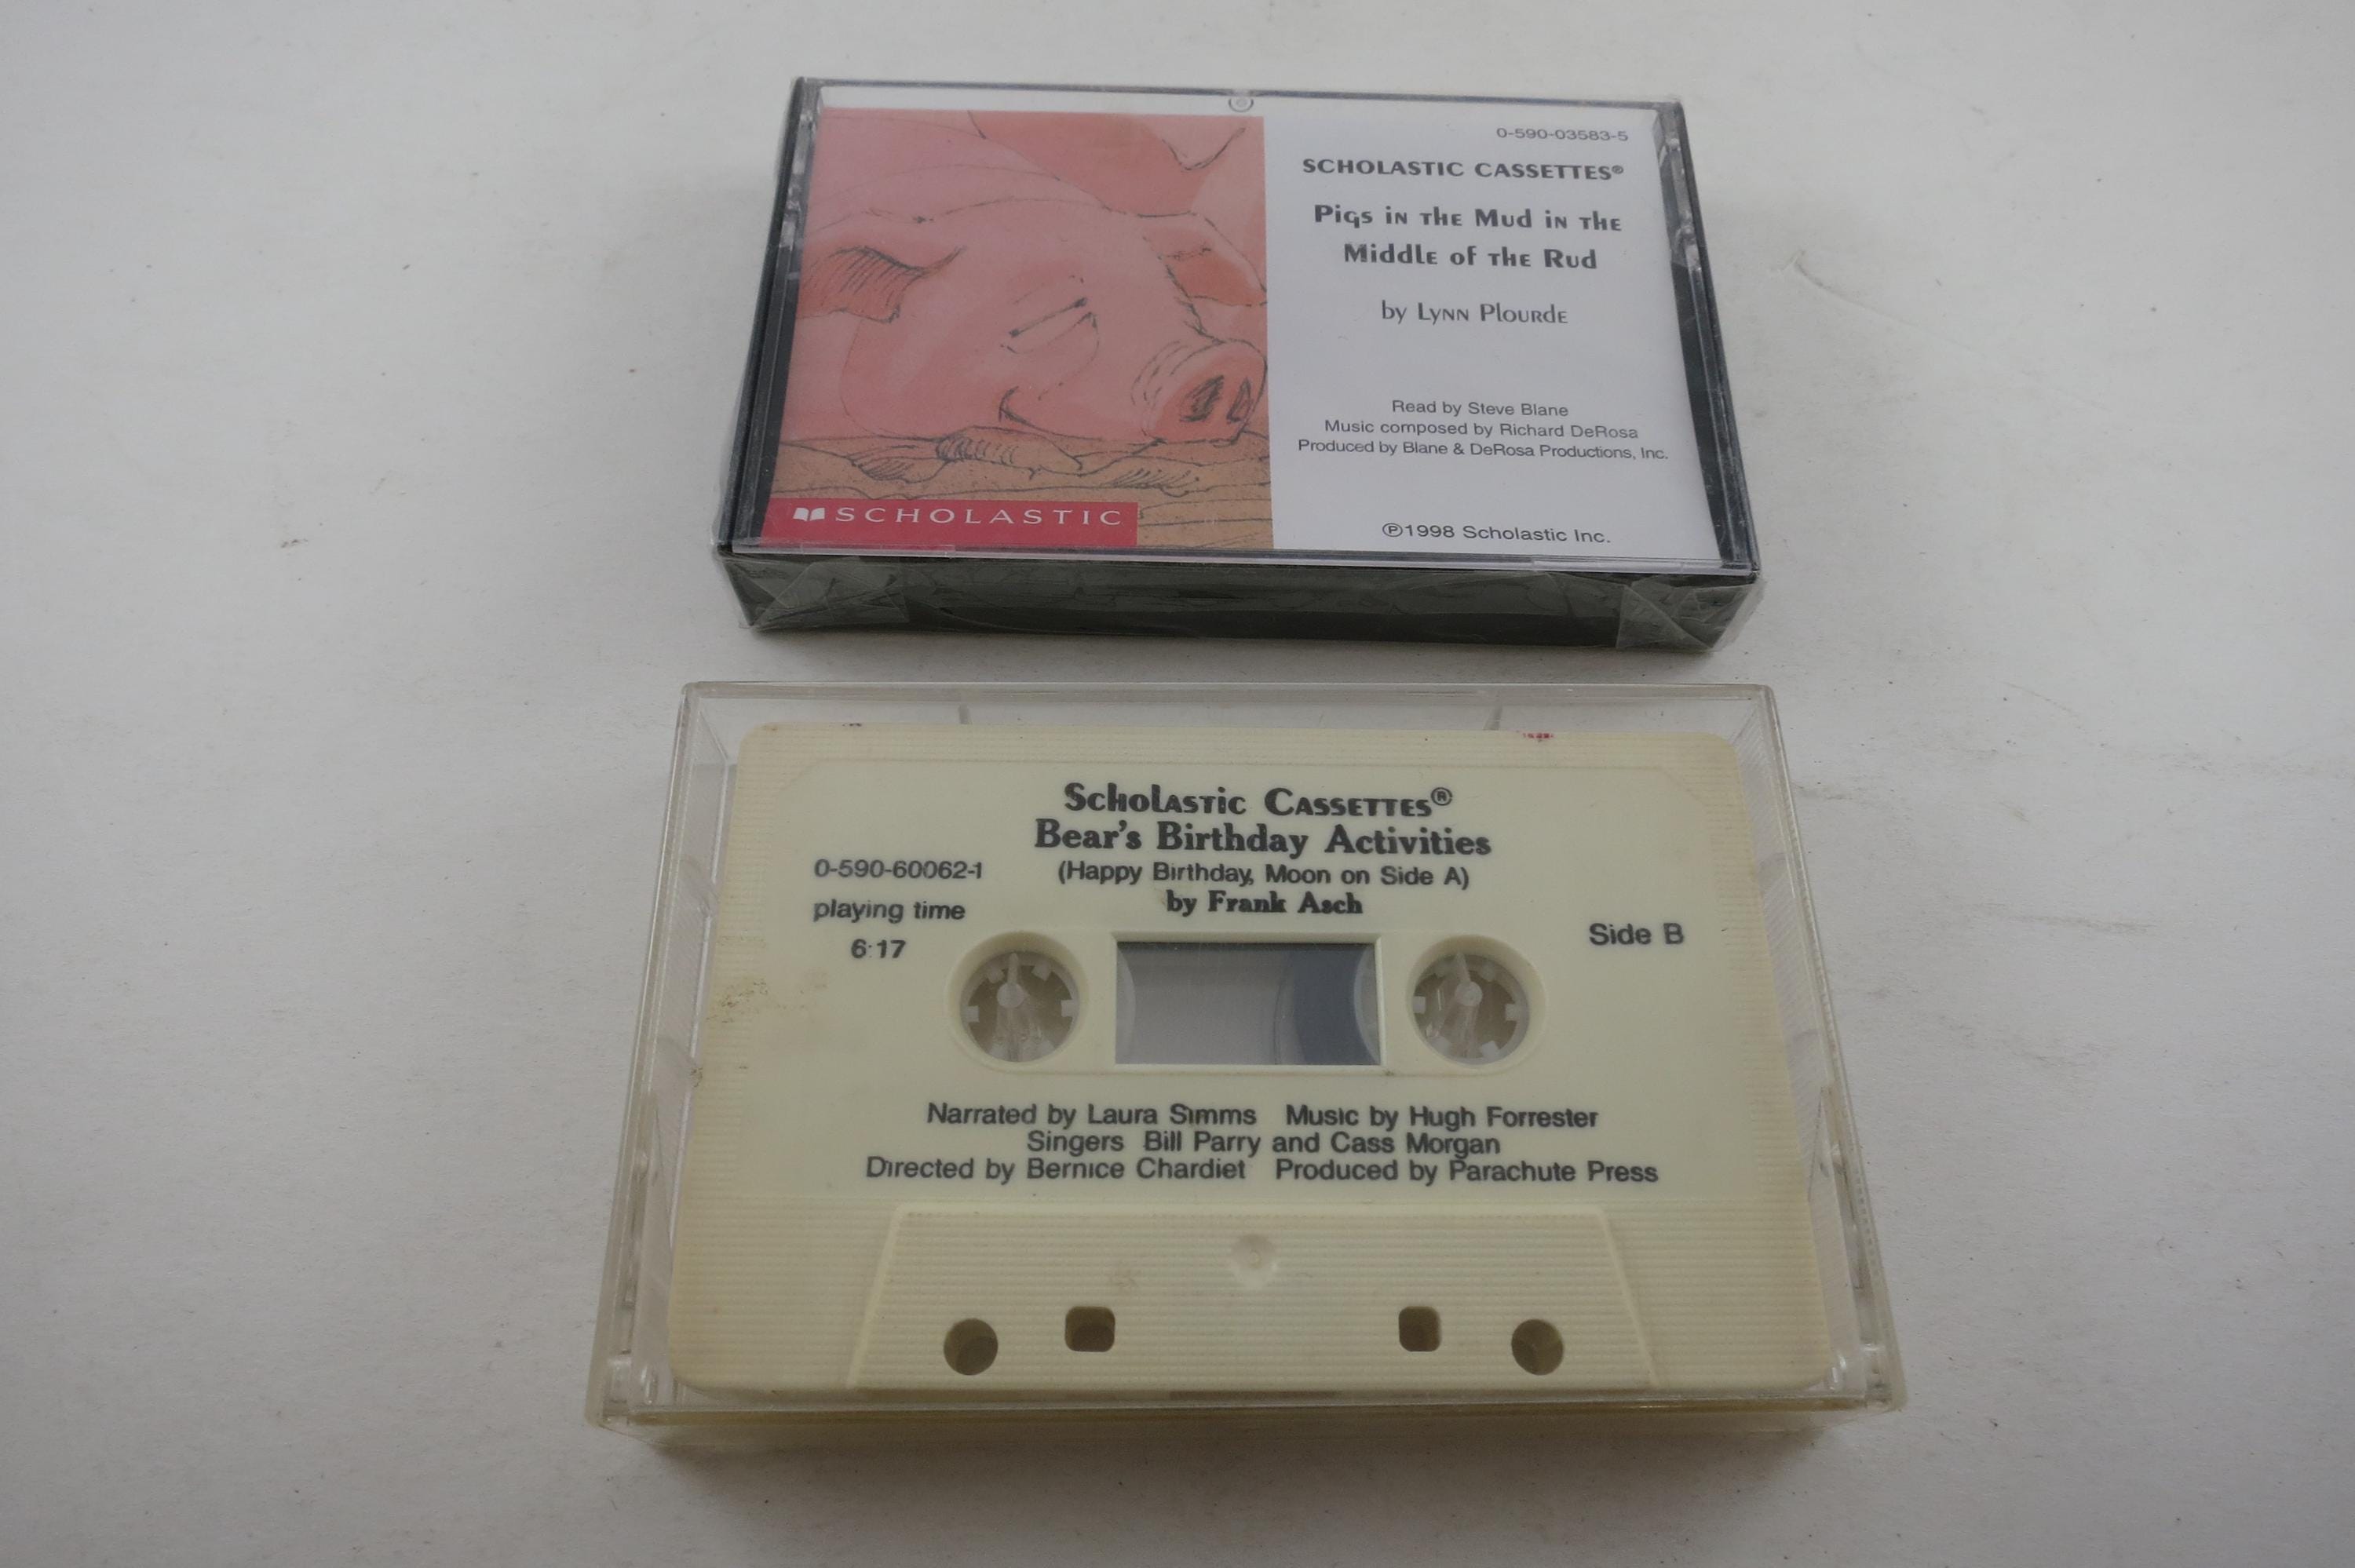 0-590-03583-5
SCHOLASTIC CASSETTES®
Pigs in the Mud in the
Middle of the Rud
by Lynn Plourde
Read by Steve Blane
Music composed by Richard DeRosa
Produced by Blane & DeRosa Productions, Inc.
℗1998 Scholastic Inc.
SCHOLASTIC
Scholastic Cassettes®
Bear's Birthday Activities
(Happy Birthday, Moon on Side A)
by Frank Asch
0-590-60062-1
playing time
6:17
Side B
Narrated by Laura Simms Music by Hugh Forrester
Singers Bill Parry and Cass Morgan
Directed by Bernice Chardiet Produced by Parachute Press